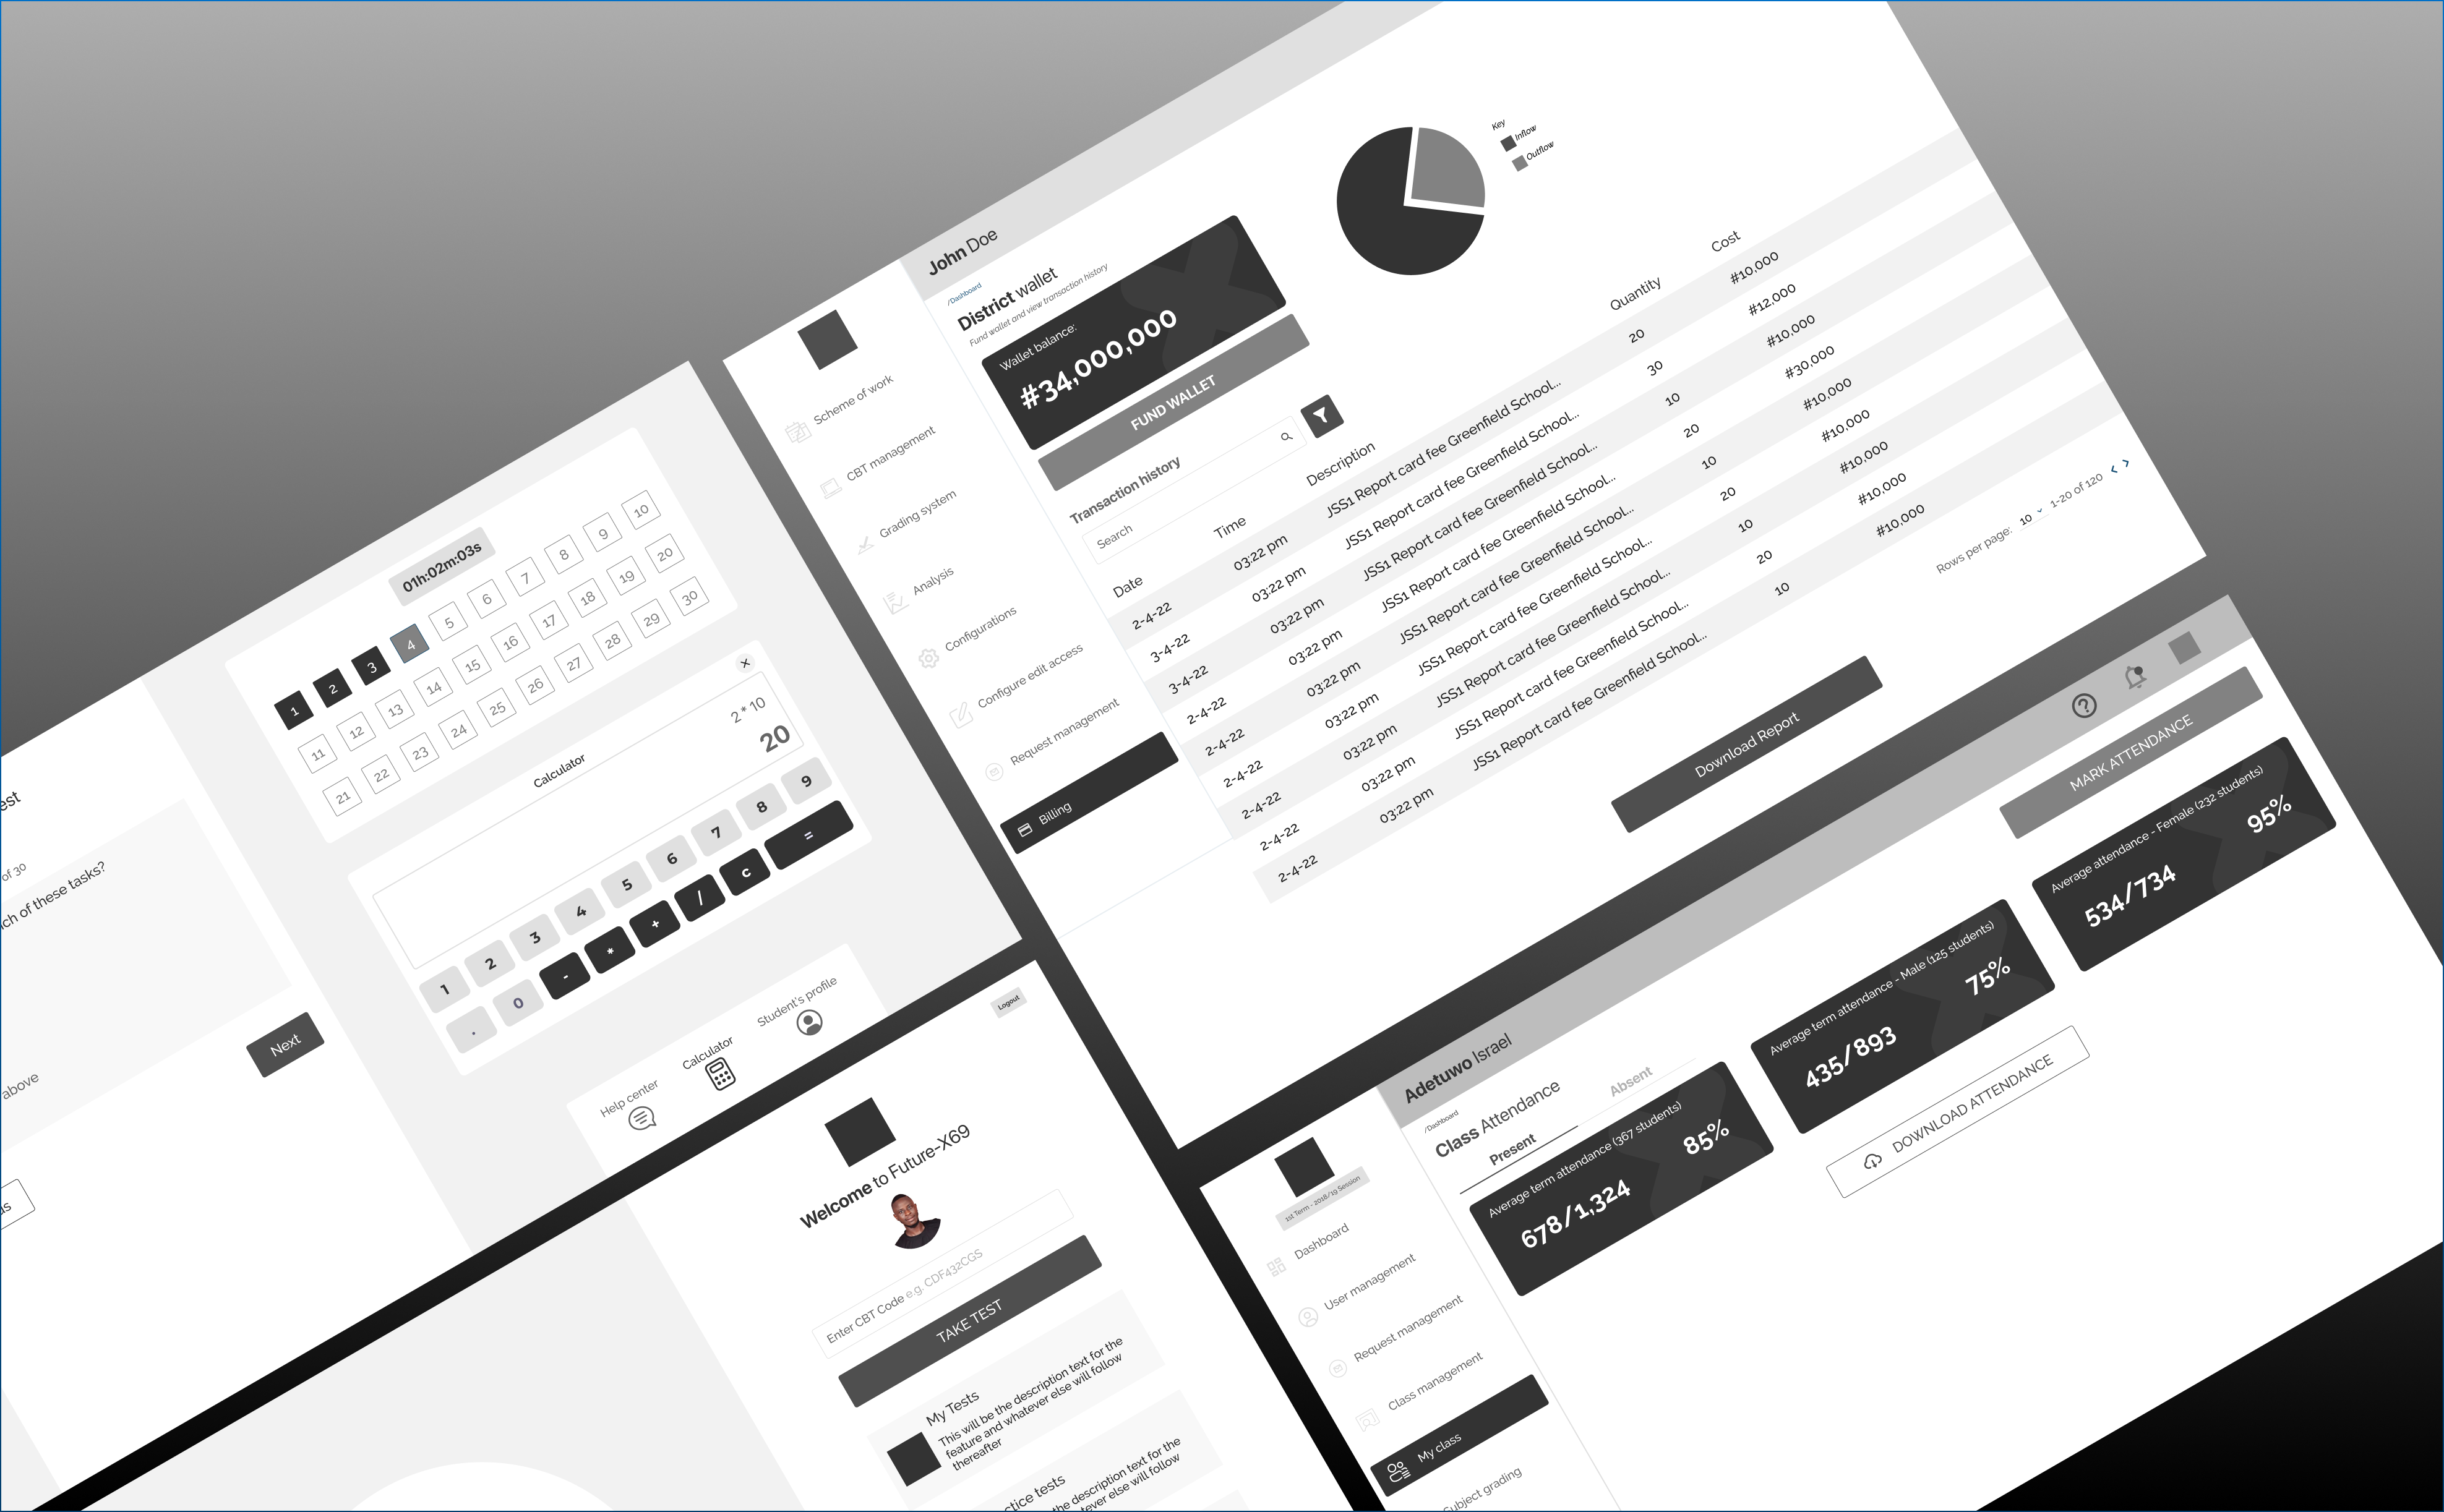 est
of 30
ch of these tasks?
above
Next
01h:02m:03s
1 2 3 4 5 6 7 8 9 10
11 12 13 14 15 16 17 18 19 20
21 22 23 24 25 26 27 28 29 30
Calculator
2 * 10
20
1 2 3 4 5 6 7 8 9
. 0 - * + / c =
Help center
Calculator
Student's profile
John Doe
Scheme of work
CBT management
Grading system
Analysis
Configurations
Configure edit access
Request management
Billing
/Dashboard
District wallet
Fund wallet and view transaction history
Wallet balance:
#34,000,000
FUND WALLET
Key
Inflow
Outflow
Transaction history
Search
Date Time Description Quantity Cost
2-4-22 03:22 pm JSS1 Report card fee Greenfield School... 20 #10,000
3-4-22 03:22 pm JSS1 Report card fee Greenfield School... 30 #12,000
3-4-22 03:22 pm JSS1 Report card fee Greenfield School... 10 #10,000
2-4-22 03:22 pm JSS1 Report card fee Greenfield School... 20 #30,000
2-4-22 03:22 pm JSS1 Report card fee Greenfield School... 10 #10,000
2-4-22 03:22 pm JSS1 Report card fee Greenfield School... 20 #10,000
2-4-22 03:22 pm JSS1 Report card fee Greenfield School... 10 #10,000
2-4-22 03:22 pm JSS1 Report card fee Greenfield School... 20 #10,000
2-4-22 03:22 pm JSS1 Report card fee Greenfield School... 10 #10,000
Rows per page: 10 1-20 of 120
Download Report
Logout
Welcome to Future-X69
Enter CBT Code e.g. CDF432CGS
TAKE TEST
My Tests
This will be the description text for the
feature and whatever else will follow
thereafter
ctice tests
the description text for the
tever else will follow
Adetuwo Israel
1st Term - 2018/19 Session
Dashboard
User management
Request management
Class management
My class
Subject grading
/Dashboard
Class Attendance
Present
Absent
MARK ATTENDANCE
Average term attendance (367 students)
678/1,324
85%
Average term attendance - Male (125 students)
435/893
75%
Average attendance - Female (232 students)
534/734
95%
DOWNLOAD ATTENDANCE